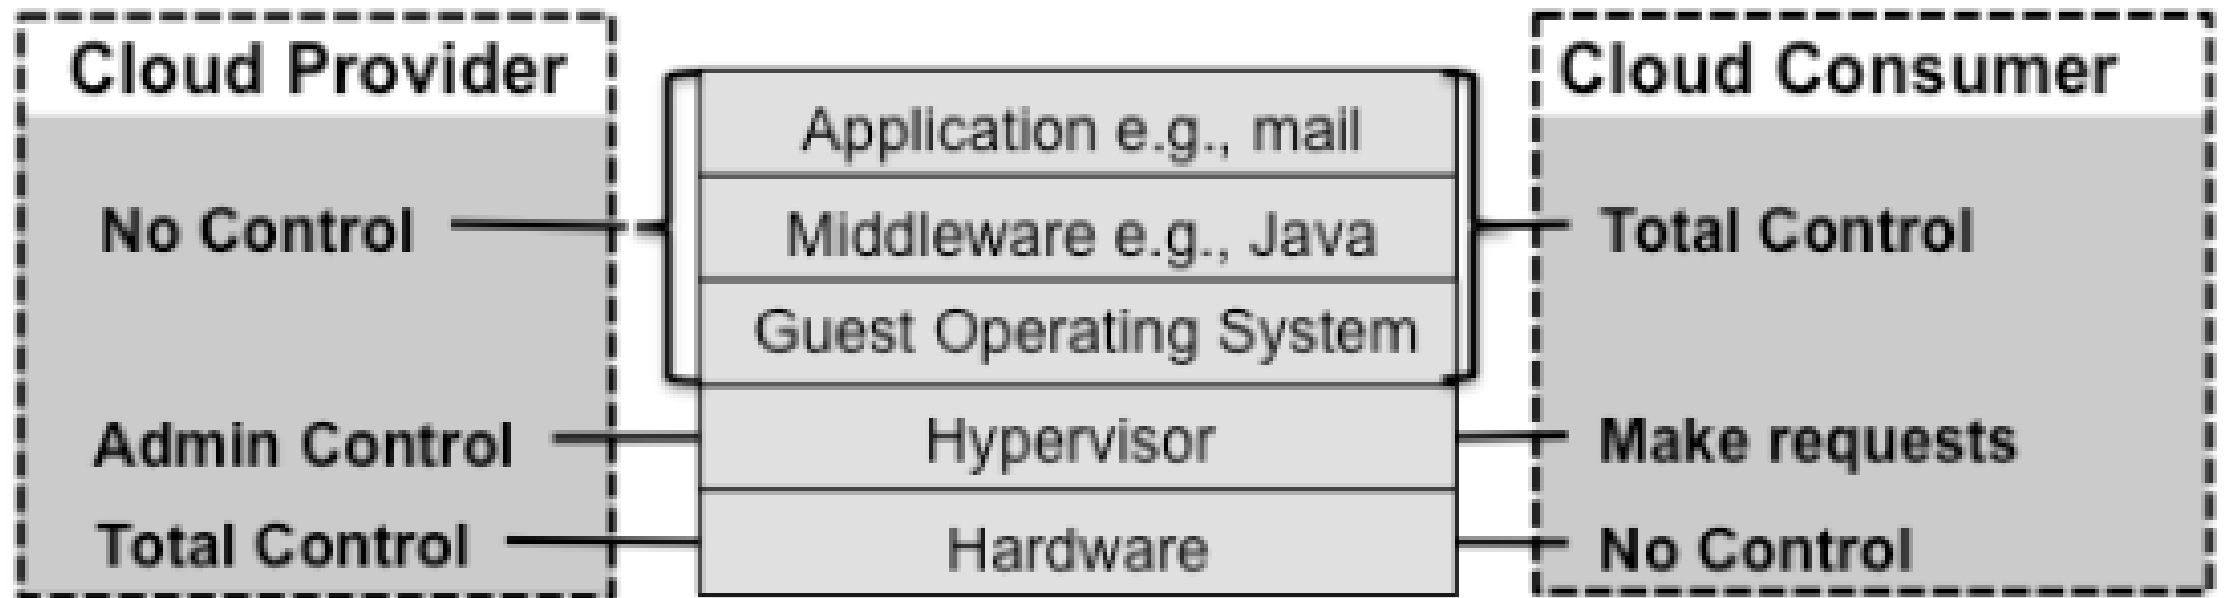 Cloud Provider
No Control
Admin Control
Total Control
Application e.g., mail
Middleware e.g., Java
Guest Operating System
Hypervisor
Hardware
Cloud Consumer
Total Control
Make requests
No Control